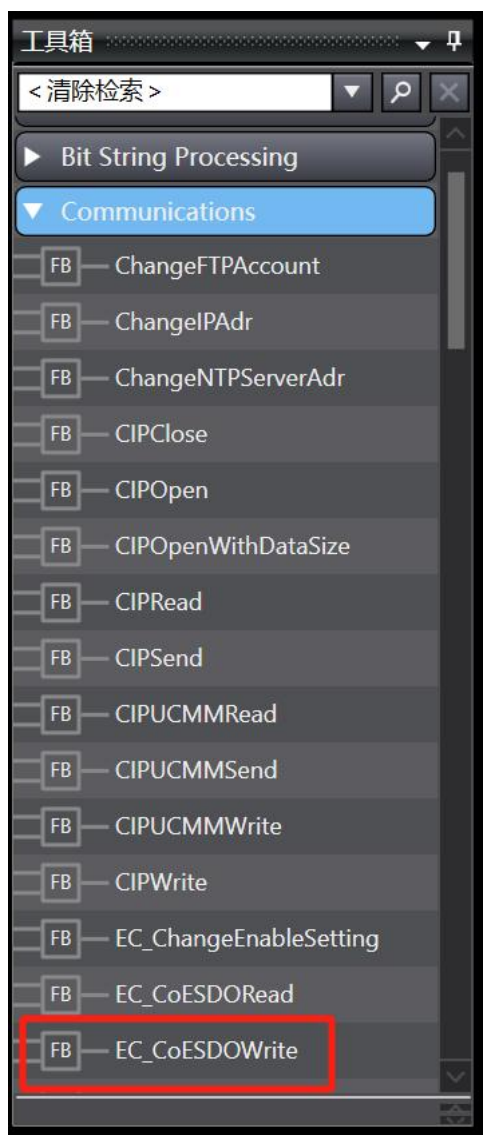 工具箱
<清除检索>
Bit String Processing
Communications
FB ChangeFTPAccount
FB ChangeIPAdr
FB ChangeNTPServerAdr
FB CIPClose
FB CIPOpen
FB CIPOpenWithDataSize
FB CIPRead
FB CIPSend
FB CIPUCMMRead
FB CIPUCMMSend
FB CIPUCMMWrite
FB CIPWrite
FB EC_ChangeEnableSetting
FB EC_CoESDORead
FB EC_CoESDOWrite